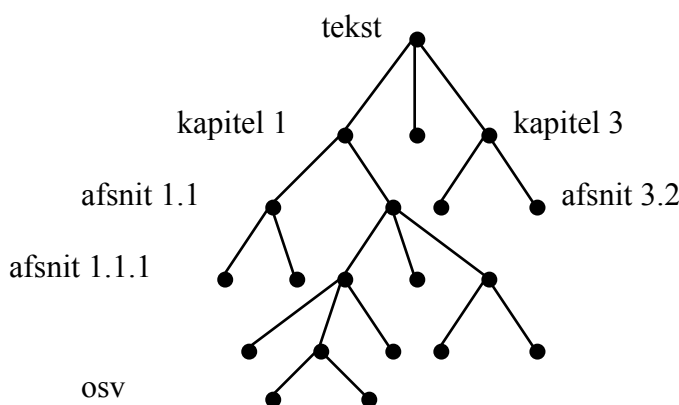 tekst
kapitel 1
kapitel 3
afsnit 1.1
afsnit 3.2
afsnit 1.1.1
osv